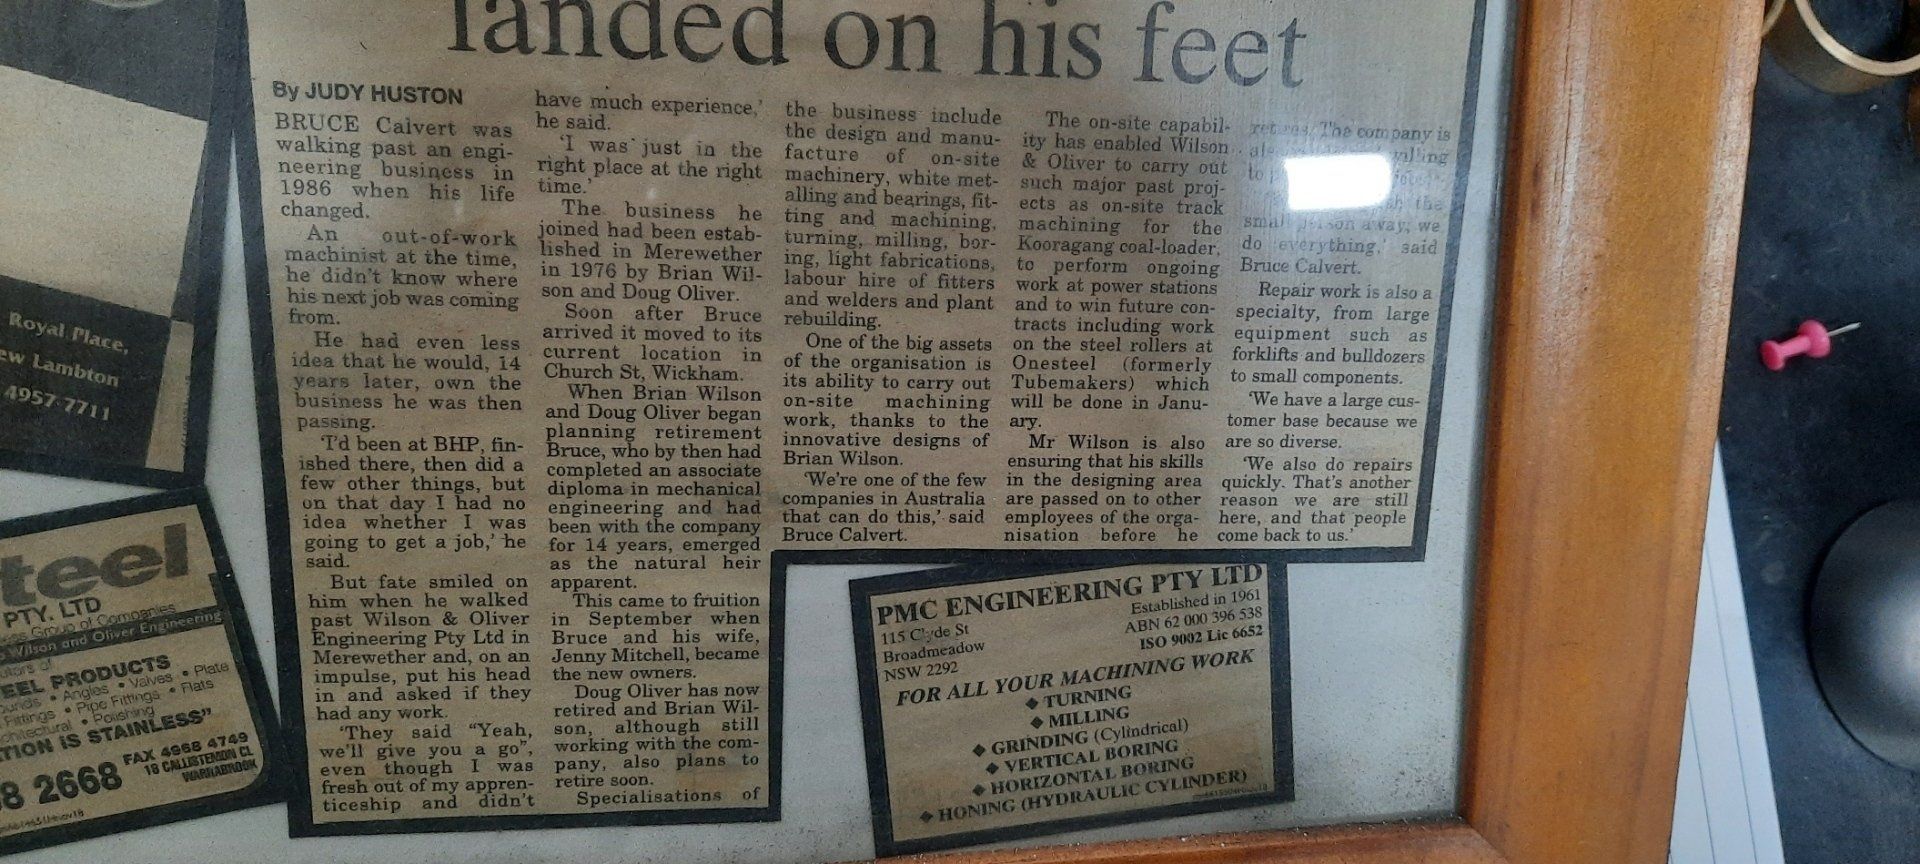 landed on his feet
By JUDY HUSTON
BRUCE Calvert was
walking past an engi-
neering business in
1986 when his life
changed.
An out-of-work
machinist at the time,
he didn't know where
his next job was coming
from.
He had even less
idea that he would, 14
years later, own the
business he was then
passing.
'I'd been at BHP, fin-
ished there, then did a
few other things, but
on that day I had no
idea whether I was
going to get a job,' he
said.
But fate smiled on
him when he walked
past Wilson & Oliver
Engineering Pty Ltd in
Merewether and, on an
impulse, put his head
in and asked if they
had any work.
'They said "Yeah,
we'll give you a go",
even though I was
fresh out of my appren-
ticeship and didn't
have much experience,'
he said.
'I was just in the
right place at the right
time.'
The business he
joined had been estab-
lished in Merewether
in 1976 by Brian Wil-
son and Doug Oliver.
Soon after Bruce
arrived it moved to its
current location in
Church St, Wickham.
When Brian Wilson
and Doug Oliver began
planning retirement
Bruce, who by then had
completed an associate
diploma in mechanical
engineering and had
been with the company
for 14 years, emerged
as the natural heir
apparent.
This came to fruition
in September when
Bruce and his wife,
Jenny Mitchell, became
the new owners.
Doug Oliver has now
retired and Brian Wil-
son, although still
working with the com-
pany, also plans to
retire soon.
Specialisations of
the business include
the design and manu-
facture of on-site
machinery, white met-
alling and bearings, fit-
ting and machining,
turning, milling, bor-
ing, light fabrications,
labour hire of fitters
and welders and plant
rebuilding.
One of the big assets
of the organisation is
its ability to carry out
on-site machining
work, thanks to the
innovative designs of
Brian Wilson.
'We're one of the few
companies in Australia
that can do this,' said
Bruce Calvert.
The on-site capabil-
ity has enabled Wilson
& Oliver to carry out
such major past proj-
ects as on-site track
machining for the
Kooragang coal-loader,
to perform ongoing
work at power stations
and to win future con-
tracts including work
on the steel rollers at
Onesteel (formerly
Tubemakers) which
will be done in Janu-
ary.
Mr Wilson is also
ensuring that his skills
in the designing area
are passed on to other
employees of the orga-
nisation before he
The company is
to
the
small person away; we
do everything,' said
Bruce Calvert.
Repair work is also a
specialty, from large
equipment such as
forklifts and bulldozers
to small components.
'We have a large cus-
tomer base because we
are so diverse.
'We also do repairs
quickly. That's another
reason we are still
here, and that people
come back to us.'
Royal Place,
ew Lambton
4957 7711
teel
PTY. LTD
Group of Companies
Wilson and Oliver Engineering
EEL PRODUCTS
• Angles • Valves • Plate
Fittings • Pipe Fittings • Flats
• Polishing
TION IS STAINLESS"
8 2668
FAX 4968 4749
18 CALLISTEMON CL
WARRABROOK
PMC ENGINEERING PTY LTD
115 Clyde St
Broadmeadow
NSW 2292
Established in 1961
ABN 62 000 396 538
ISO 9002 Lic 6652
FOR ALL YOUR MACHINING WORK
◆ TURNING
◆ MILLING
◆ GRINDING (Cylindrical)
◆ VERTICAL BORING
◆ HORIZONTAL BORING
◆ HONING (HYDRAULIC CYLINDER)